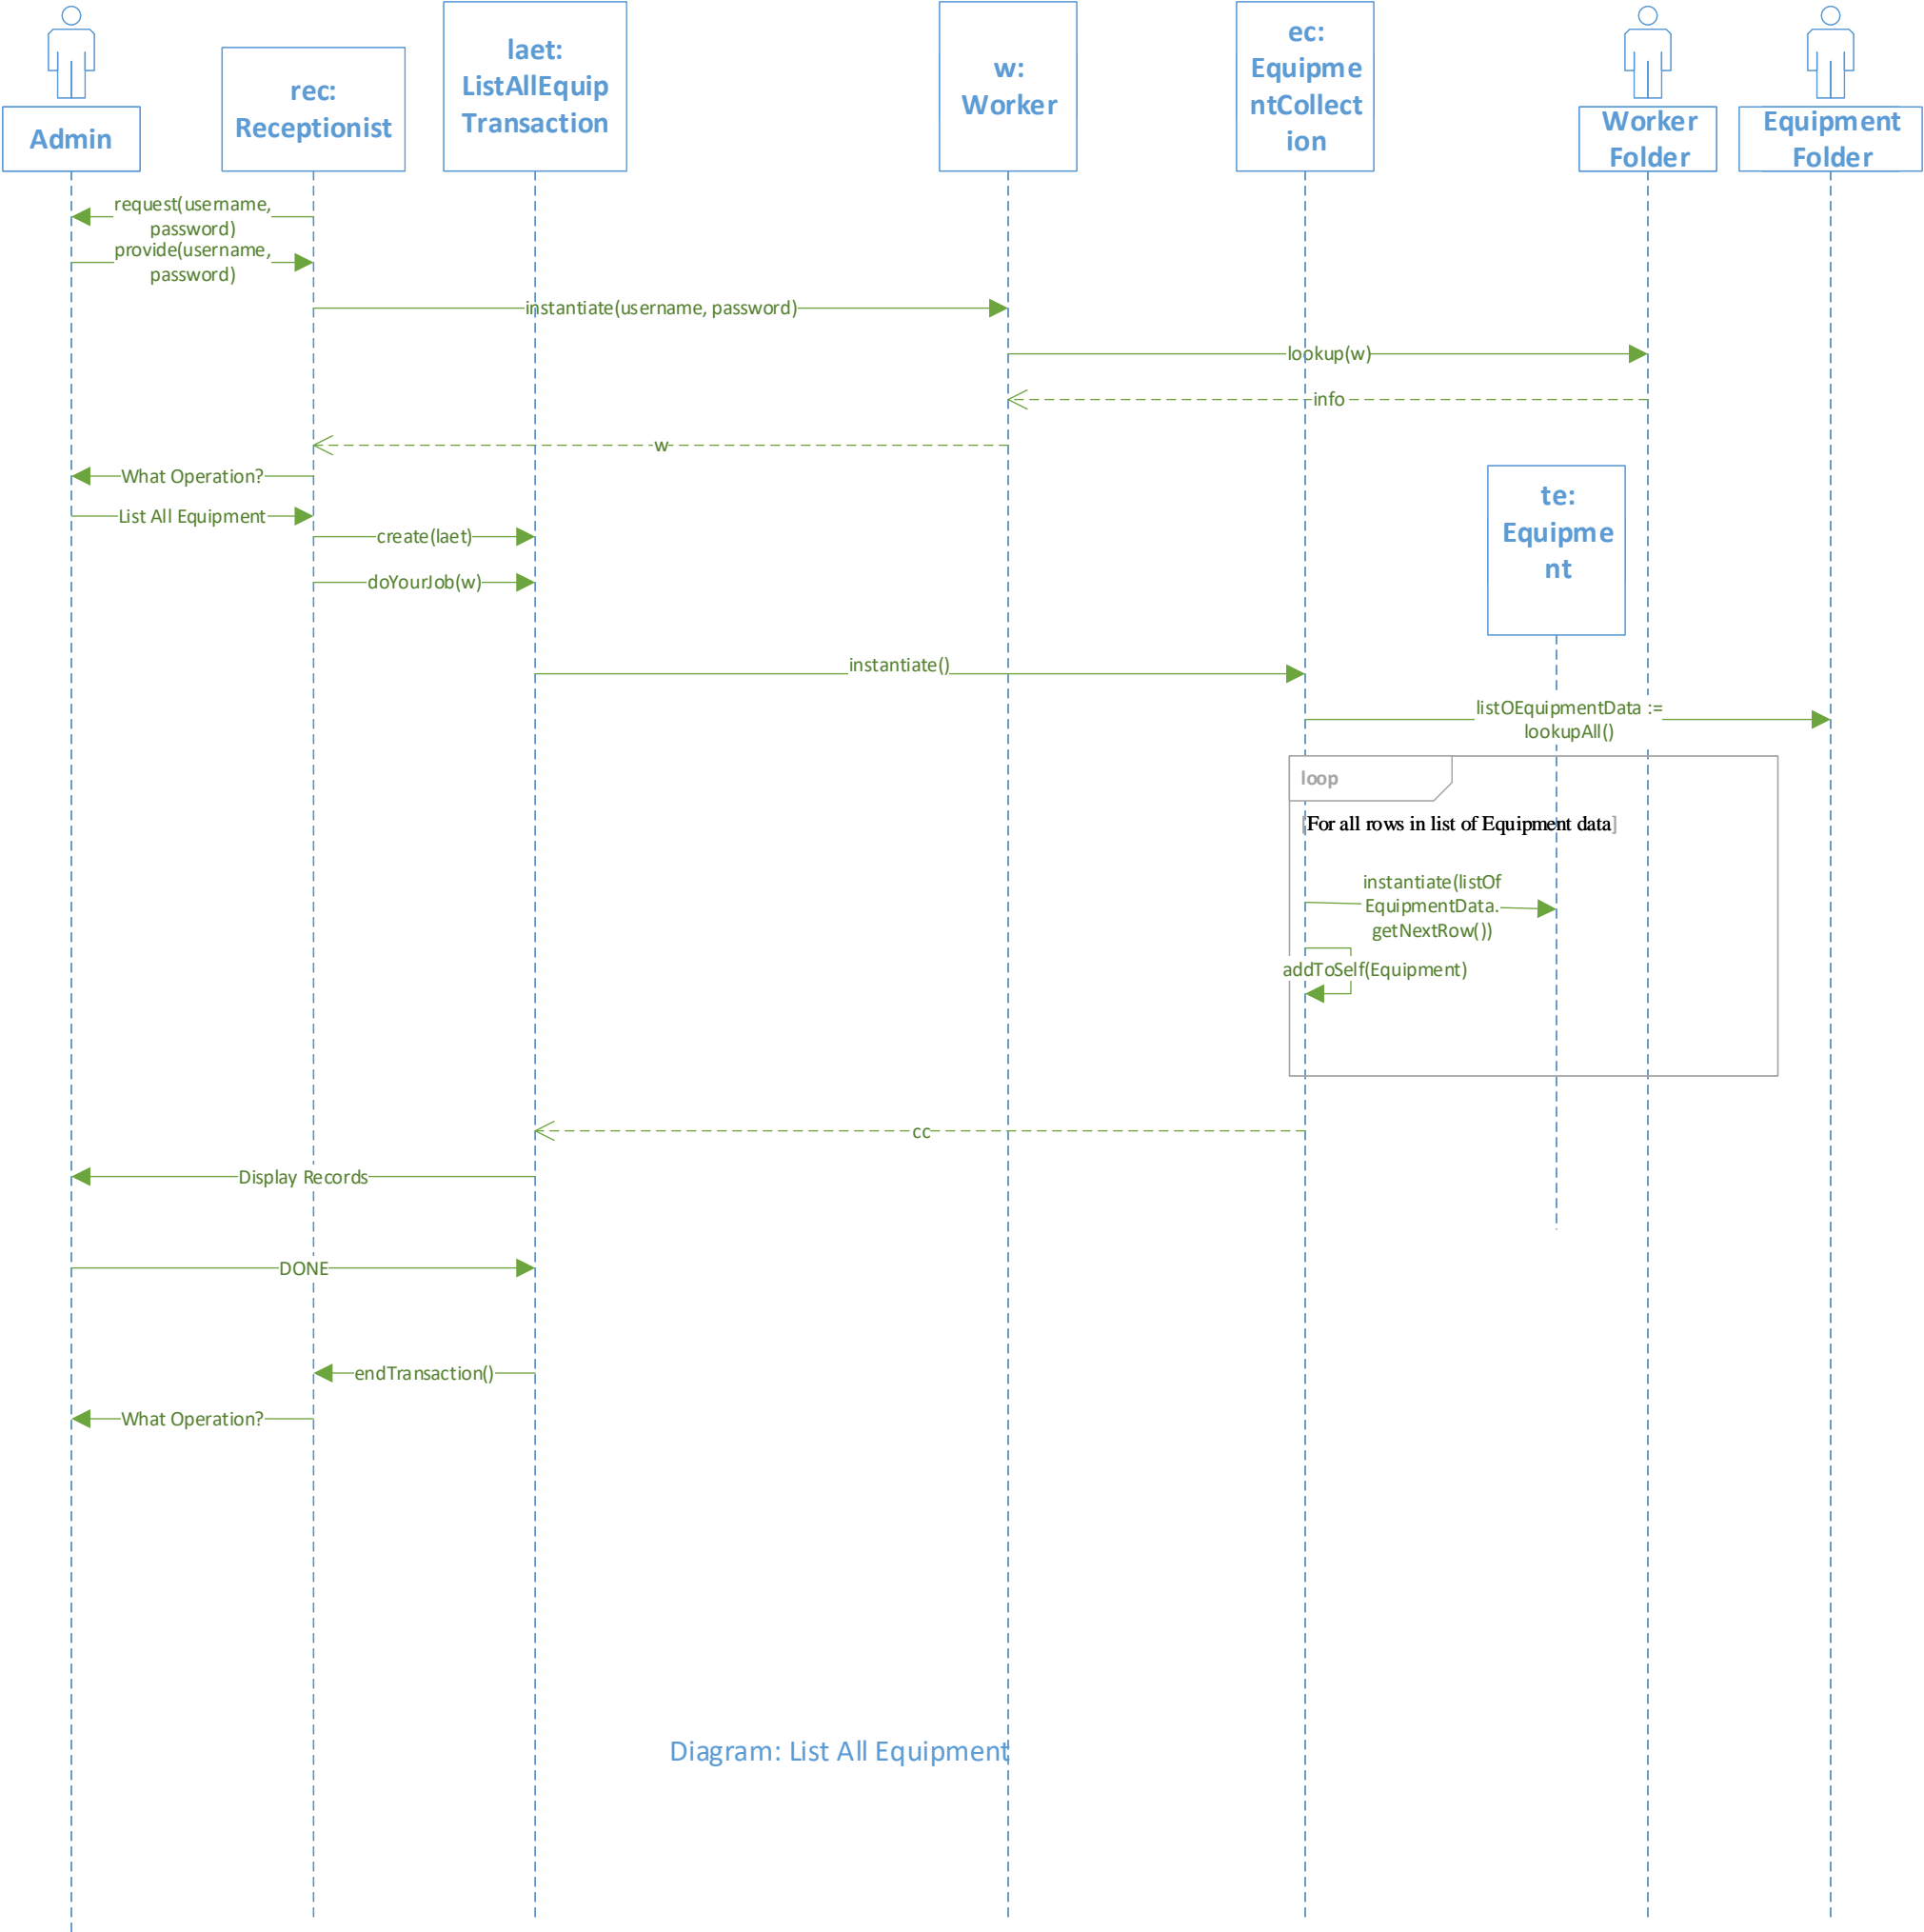 Admin
rec:
Receptionist
laet:
ListAllEquip
Transaction
w:
Worker
ec:
Equipme
ntCollect
ion
Worker
Folder
Equipment
Folder
request(username,
password)
provide(username,
password)
instantiate(username, password)
lookup(w)
info
w
What Operation?
List All Equipment
te:
Equipme
nt
create(laet)
doYourJob(w)
instantiate()
listOEquipmentData :=
lookupAll()
loop
[For all rows in list of Equipment data]
instantiate(listOf
EquipmentData.
getNextRow())
addToSelf(Equipment)
cc
Display Records
DONE
endTransaction()
What Operation?
Diagram: List All Equipment